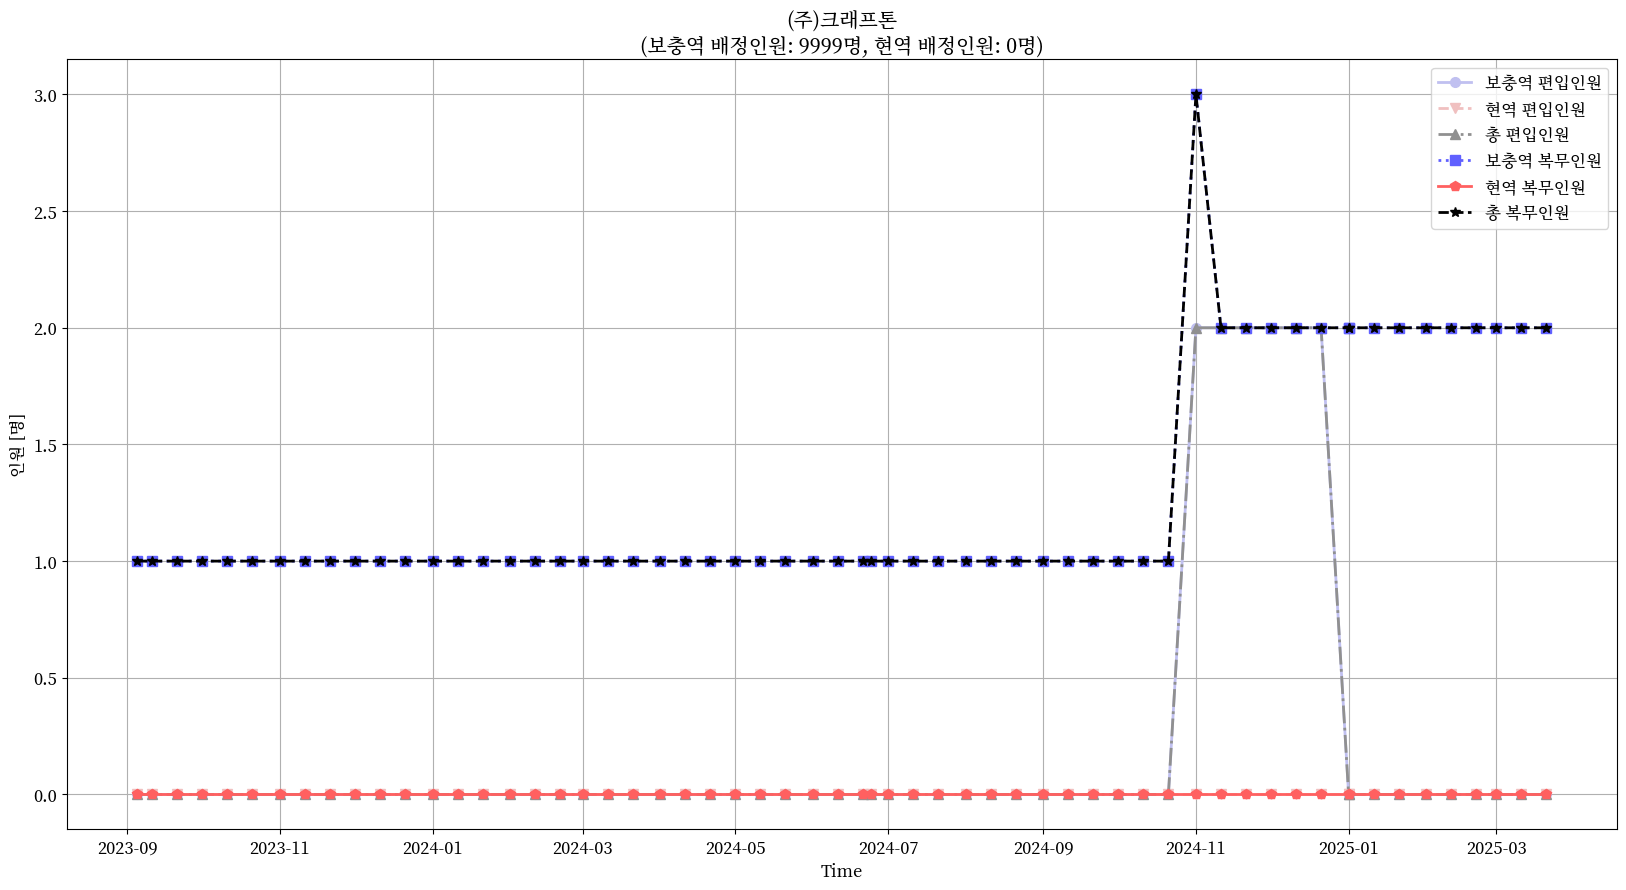 (주)크래프톤
(보충역 배정인원: 9999명, 현역 배정인원: 0명)
보충역 편입인원
현역 편입인원
총 편입인원
보충역 복무인원
현역 복무인원
총 복무인원
인원 [명]
3.0
2.5
2.0
1.5
1.0
0.5
0.0
2023-09 2023-11 2024-01 2024-03 2024-05 2024-07 2024-09 2024-11 2025-01 2025-03
Time